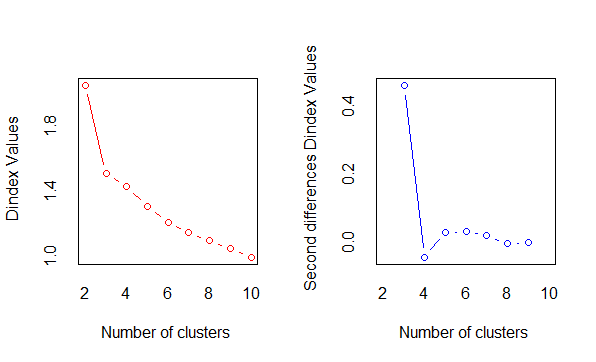 Dindex Values
1.0 1.4 1.8
2 4 6 8 10
Number of clusters
Second differences Dindex Values
0.0 0.2 0.4
2 4 6 8 10
Number of clusters